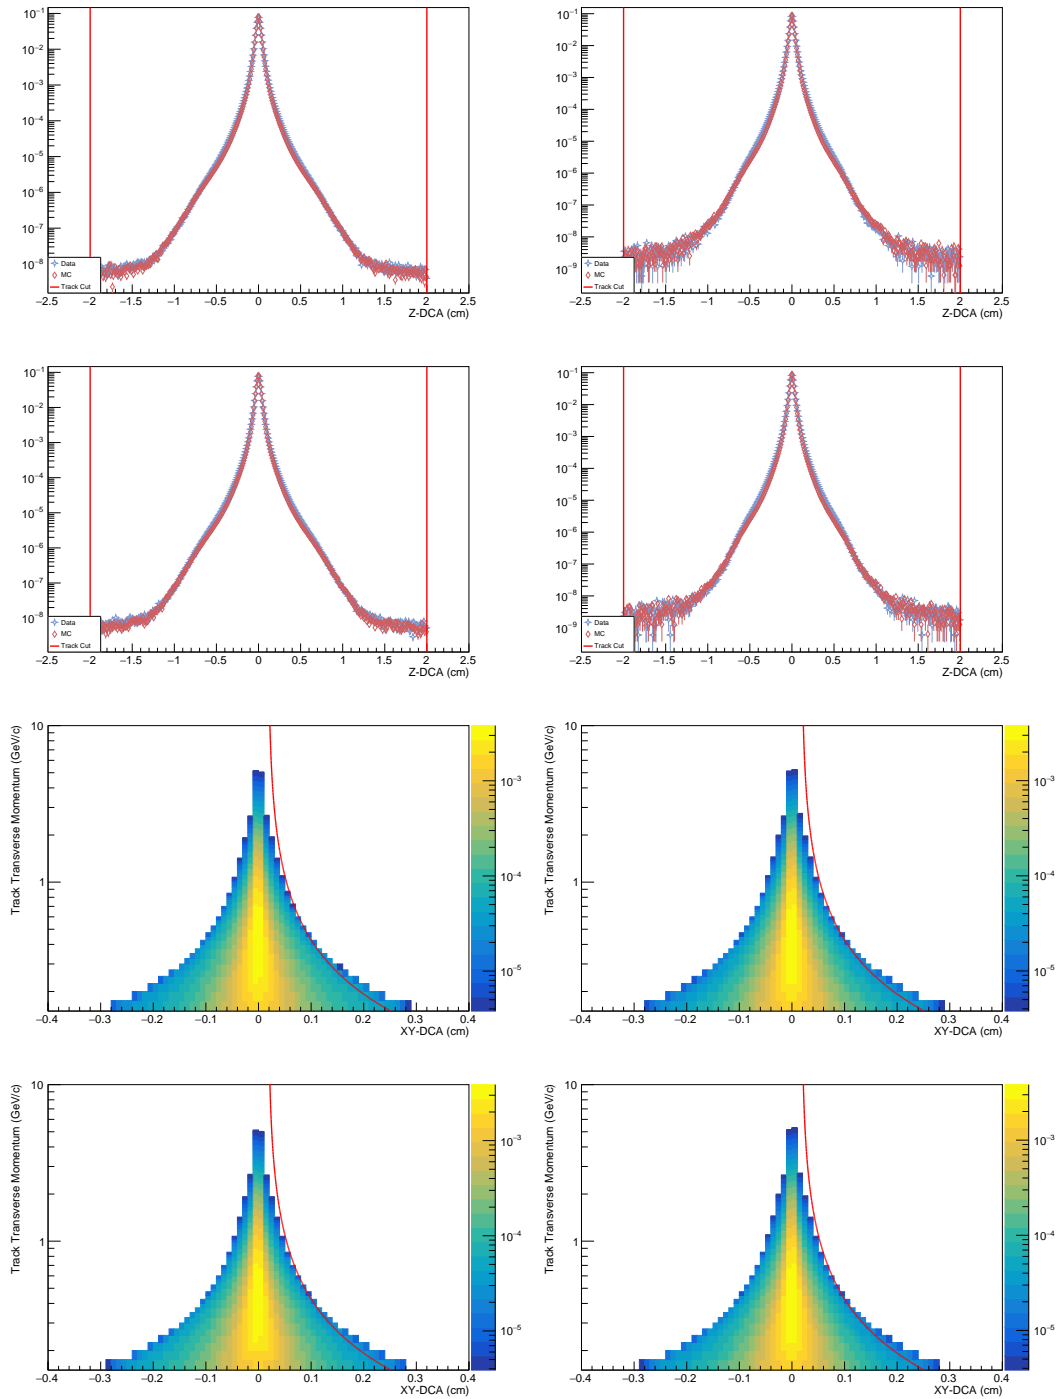 10⁻¹
10⁻²
10⁻³
10⁻⁴
10⁻⁵
10⁻⁶
10⁻⁷
10⁻⁸
Data
MC
Track Cut
−2.5 −2 −1.5 −1 −0.5 0 0.5 1 1.5 2 2.5
Z-DCA (cm)
10⁻¹
10⁻²
10⁻³
10⁻⁴
10⁻⁵
10⁻⁶
10⁻⁷
10⁻⁸
10⁻⁹
Data
MC
Track Cut
−2.5 −2 −1.5 −1 −0.5 0 0.5 1 1.5 2 2.5
Z-DCA (cm)
10⁻¹
10⁻²
10⁻³
10⁻⁴
10⁻⁵
10⁻⁶
10⁻⁷
10⁻⁸
Data
MC
Track Cut
−2.5 −2 −1.5 −1 −0.5 0 0.5 1 1.5 2 2.5
Z-DCA (cm)
10⁻¹
10⁻²
10⁻³
10⁻⁴
10⁻⁵
10⁻⁶
10⁻⁷
10⁻⁸
10⁻⁹
Data
MC
Track Cut
−2.5 −2 −1.5 −1 −0.5 0 0.5 1 1.5 2 2.5
Z-DCA (cm)
Track Transverse Momentum (GeV/c)
10
1
10⁻³
10⁻⁴
10⁻⁵
−0.4 −0.3 −0.2 −0.1 0 0.1 0.2 0.3 0.4
XY-DCA (cm)
Track Transverse Momentum (GeV/c)
10
1
10⁻³
10⁻⁴
10⁻⁵
−0.4 −0.3 −0.2 −0.1 0 0.1 0.2 0.3 0.4
XY-DCA (cm)
Track Transverse Momentum (GeV/c)
10
1
10⁻³
10⁻⁴
10⁻⁵
−0.4 −0.3 −0.2 −0.1 0 0.1 0.2 0.3 0.4
XY-DCA (cm)
Track Transverse Momentum (GeV/c)
10
1
10⁻³
10⁻⁴
10⁻⁵
−0.4 −0.3 −0.2 −0.1 0 0.1 0.2 0.3 0.4
XY-DCA (cm)